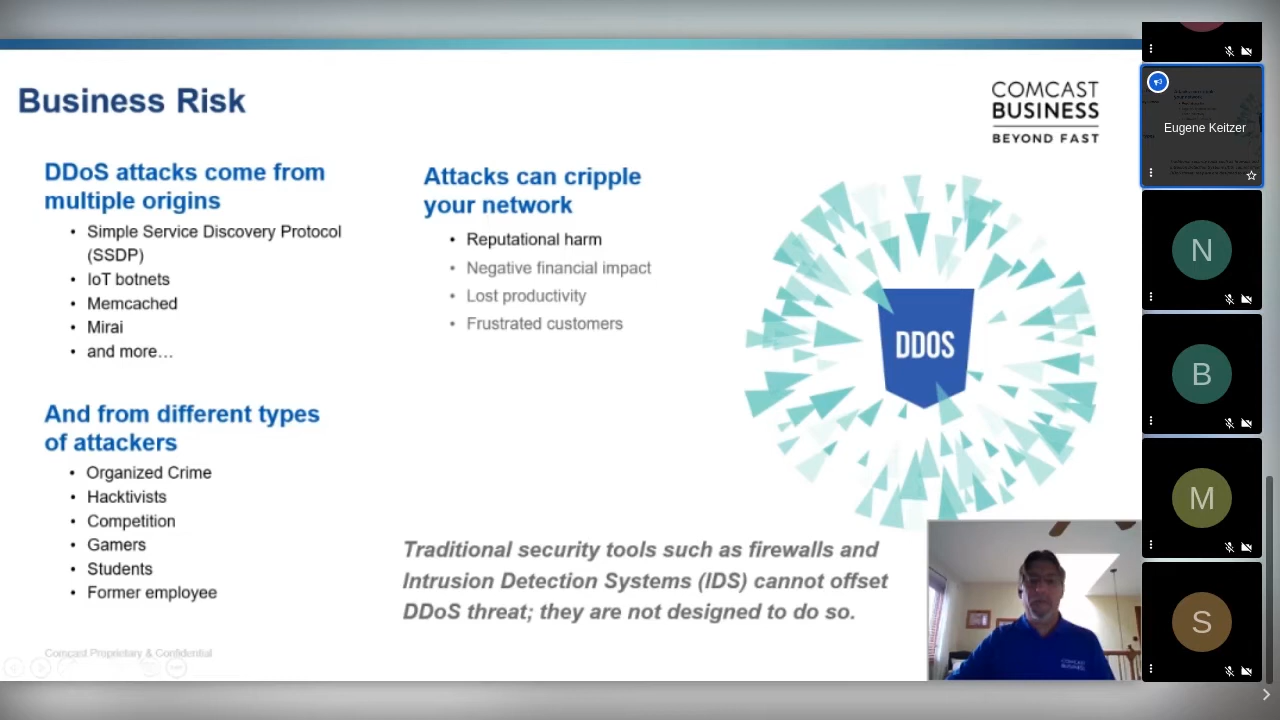 Business Risk
COMCAST
BUSINESS
BEYOND FAST
DDoS attacks come from
multiple origins
• Simple Service Discovery Protocol
(SSDP)
• IoT botnets
• Memcached
• Mirai
• and more…
And from different types
of attackers
• Organized Crime
• Hacktivists
• Competition
• Gamers
• Students
• Former employee
Attacks can cripple
your network
• Reputational harm
• Negative financial impact
• Lost productivity
• Frustrated customers
DDOS
Traditional security tools such as firewalls and
Intrusion Detection Systems (IDS) cannot offset
DDoS threat; they are not designed to do so.
Comcast Proprietary & Confidential
COMCAST
BUSINESS
Eugene Keitzer
N
B
M
S